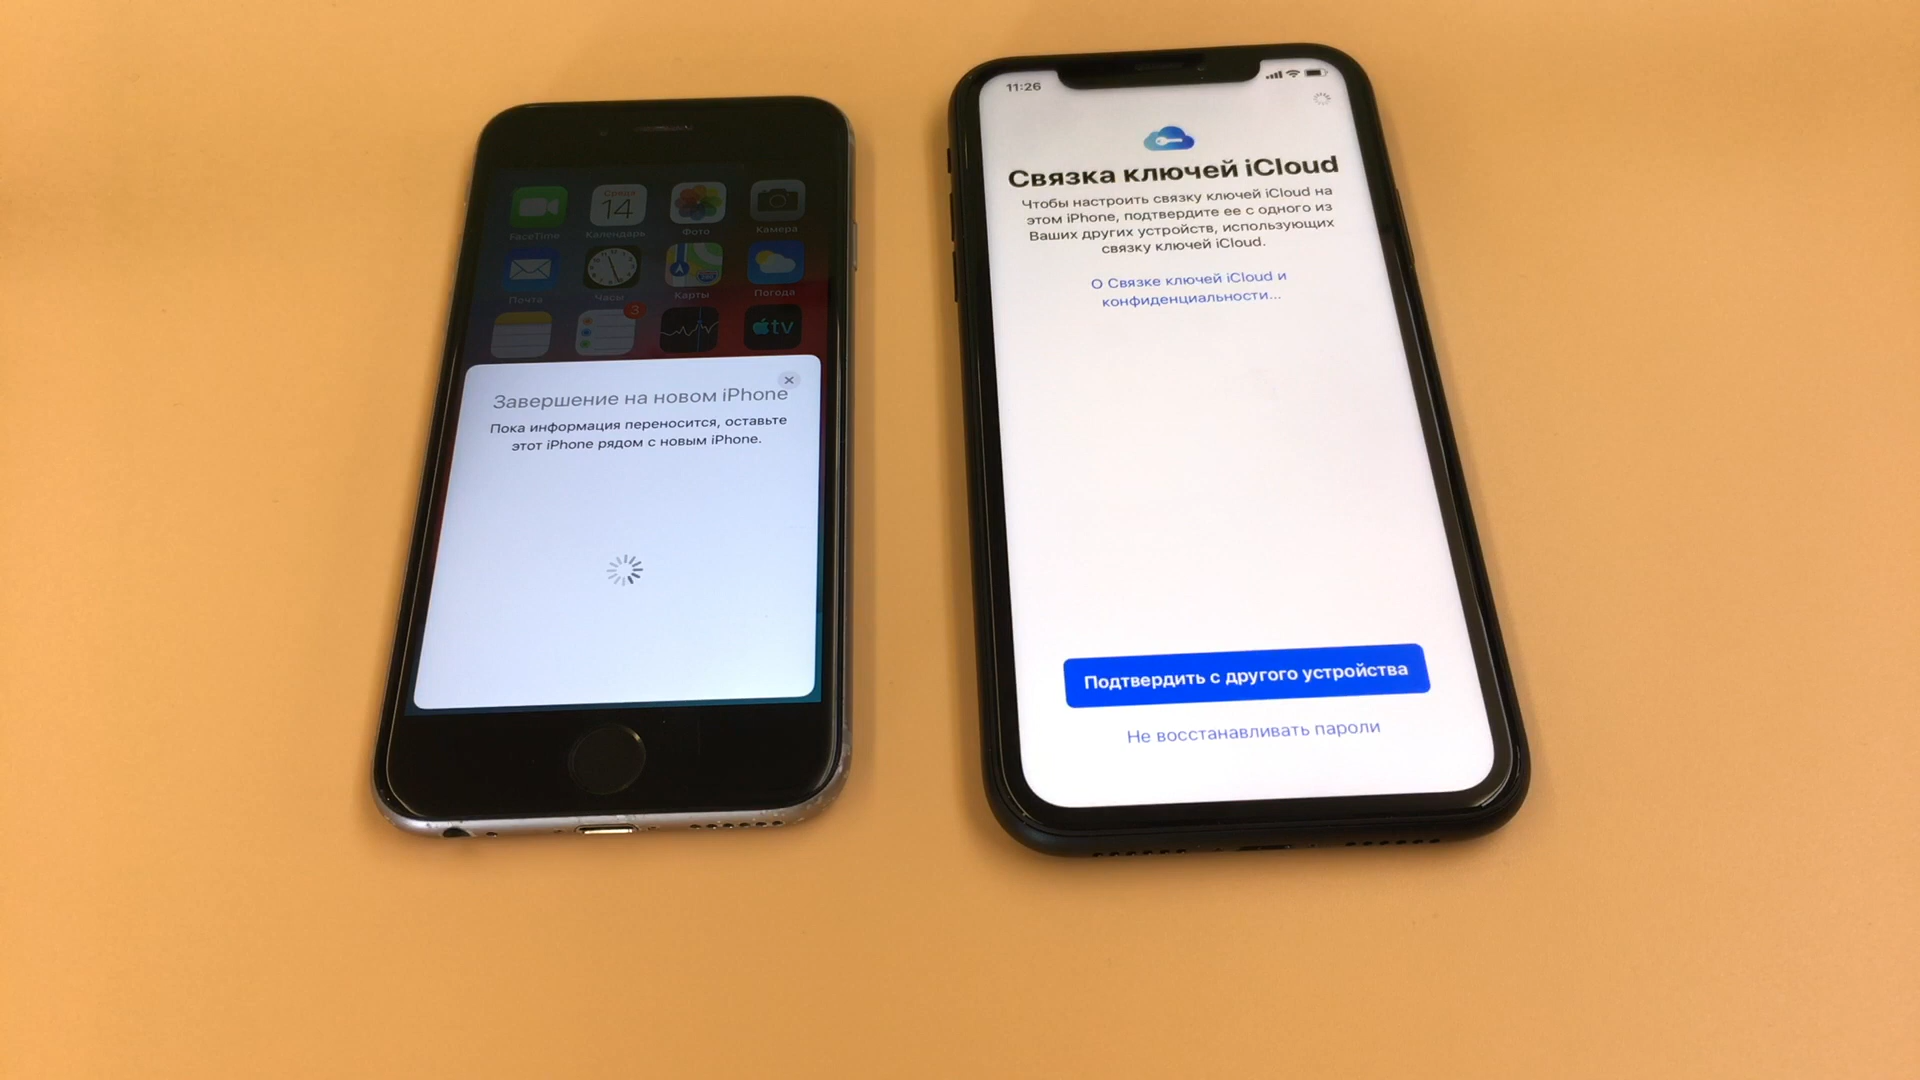 FaceTime
Среда
14
Календарь
Фото
Камера
Почта
Часы
Карты
Погода
3
tv
Завершение на новом iPhone
Пока информация переносится, оставьте
этот iPhone рядом с новым iPhone.
11:26
Связка ключей iCloud
Чтобы настроить связку ключей iCloud на
этом iPhone, подтвердите ее с одного из
Ваших других устройств, использующих
связку ключей iCloud.
О Связке ключей iCloud и
конфиденциальности...
Подтвердить с другого устройства
Не восстанавливать пароли